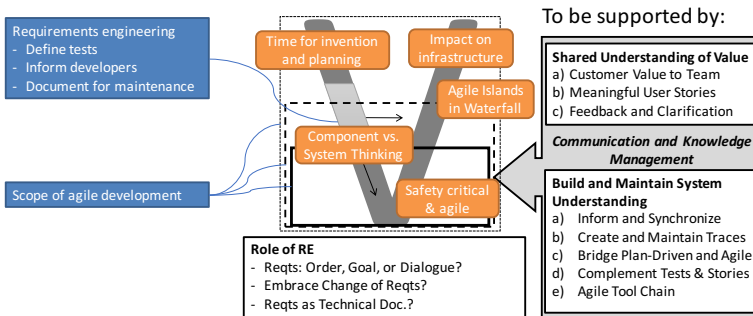 Requirements engineering
- Define tests
- Inform developers
- Document for maintenance
Scope of agile development
Time for invention
and planning
Impact on
infrastructure
Agile Islands
in Waterfall
Component vs.
System Thinking
Safety critical
& agile
Role of RE
- Reqts: Order, Goal, or Dialogue?
- Embrace Change of Reqts?
- Reqts as Technical Doc.?
To be supported by:
Shared Understanding of Value
a) Customer Value to Team
b) Meaningful User Stories
c) Feedback and Clarification
Communication and Knowledge
Management
Build and Maintain System
Understanding
a) Inform and Synchronize
b) Create and Maintain Traces
c) Bridge Plan-Driven and Agile
d) Complement Tests & Stories
e) Agile Tool Chain